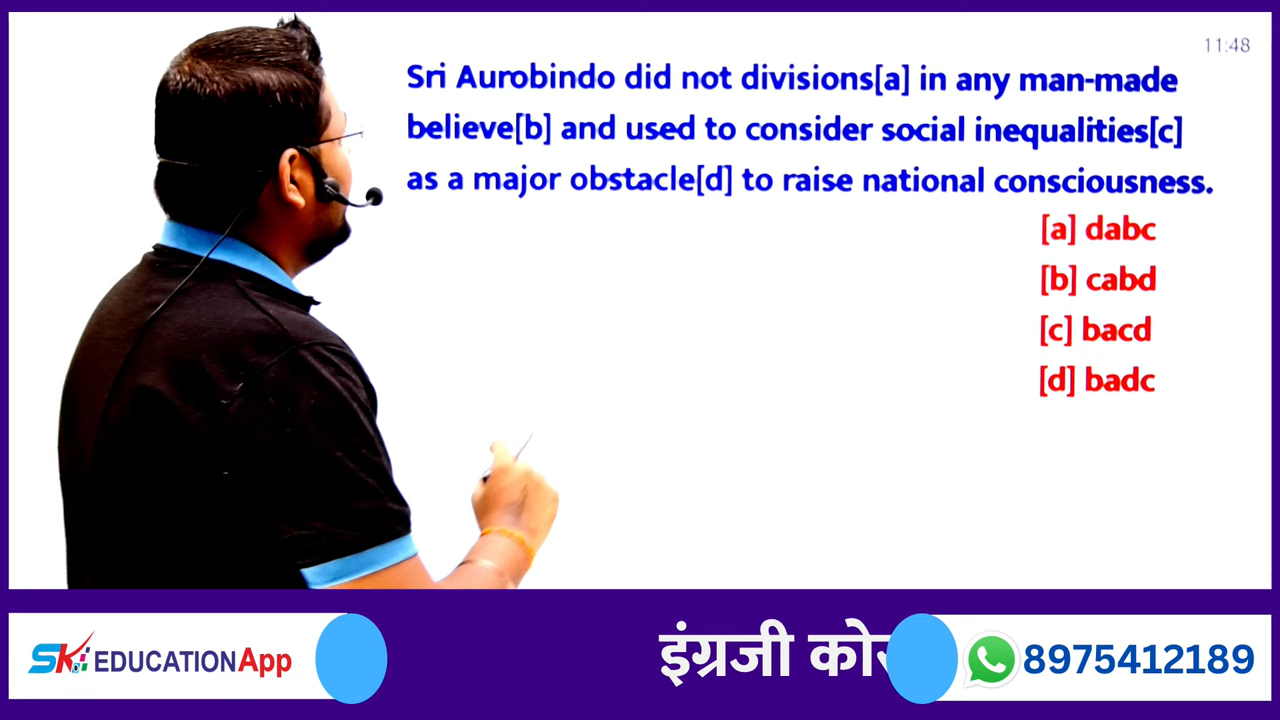 11:48
Sri Aurobindo did not divisions[a] in any man-made
believe[b] and used to consider social inequalities[c]
as a major obstacle[d] to raise national consciousness.
[a] dabc
[b] cabd
[c] bacd
[d] badc
SK EDUCATIONApp
इंग्रजी
8975412189